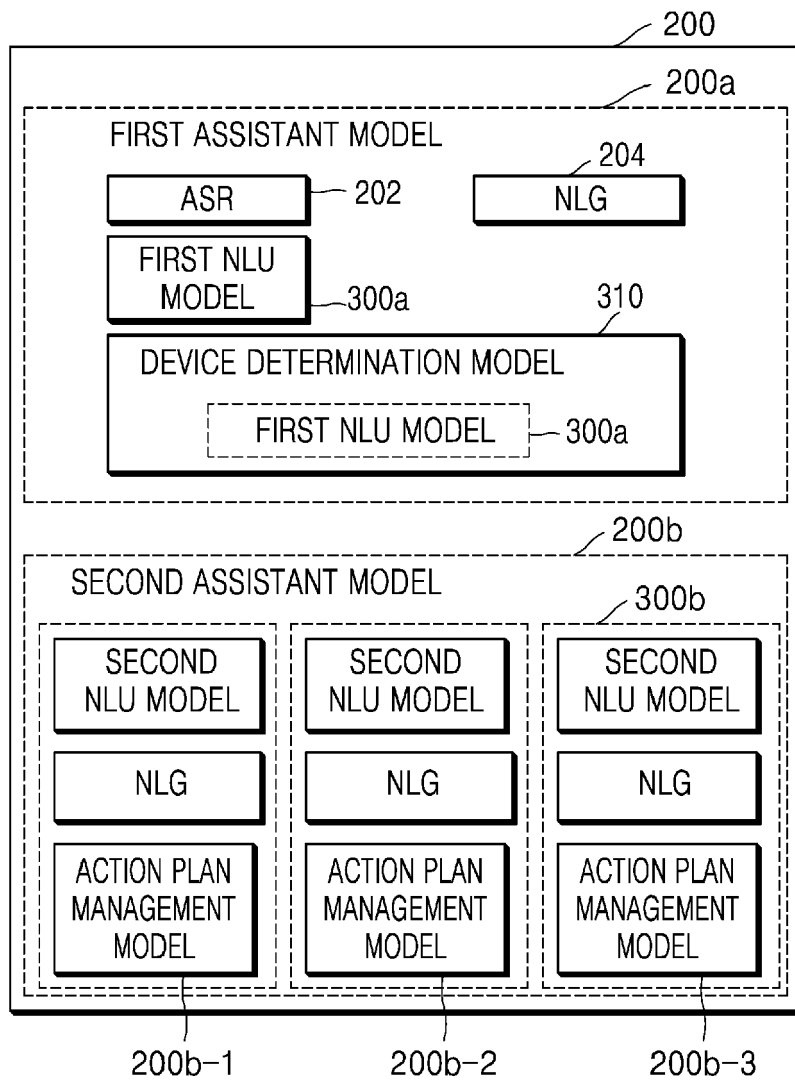 200
200a
FIRST ASSISTANT MODEL
204
ASR
202
NLG
FIRST NLU
MODEL
300a
310
DEVICE DETERMINATION MODEL
FIRST NLU MODEL
300a
200b
SECOND ASSISTANT MODEL
300b
SECOND
NLU MODEL
NLG
ACTION PLAN
MANAGEMENT
MODEL
SECOND
NLU MODEL
NLG
ACTION PLAN
MANAGEMENT
MODEL
SECOND
NLU MODEL
NLG
ACTION PLAN
MANAGEMENT
MODEL
200b-1
200b-2
200b-3